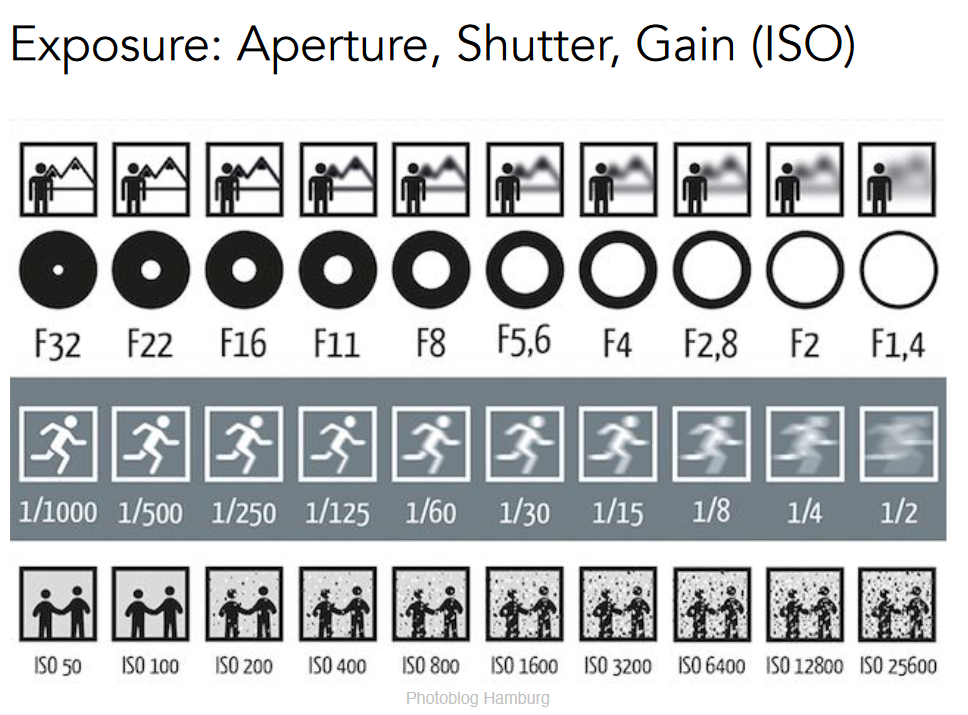 Exposure: Aperture, Shutter, Gain (ISO)
F32 F22 F16 F11 F8 F5,6 F4 F2,8 F2 F1,4
1/1000 1/500 1/250 1/125 1/60 1/30 1/15 1/8 1/4 1/2
ISO 50 ISO 100 ISO 200 ISO 400 ISO 800 ISO 1600 ISO 3200 ISO 6400 ISO 12800 ISO 25600
Photoblog Hamburg